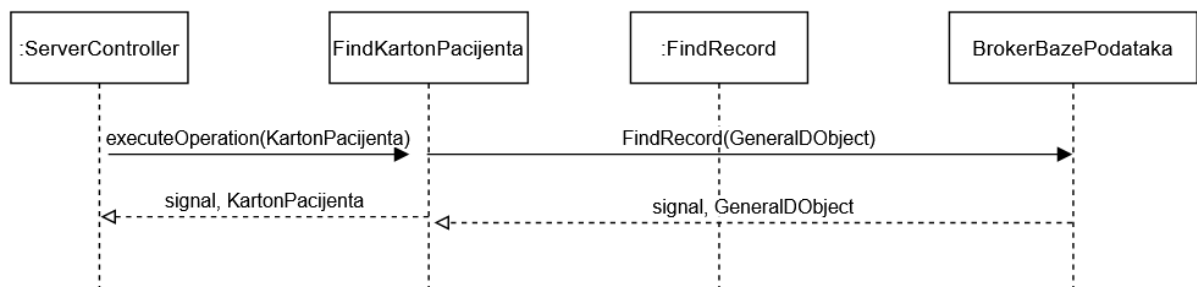 :ServerController
FindKartonPacijenta
:FindRecord
BrokerBazePodataka
executeOperation(KartonPacijenta)
FindRecord(GeneralDObject)
signal, KartonPacijenta
signal, GeneralDObject